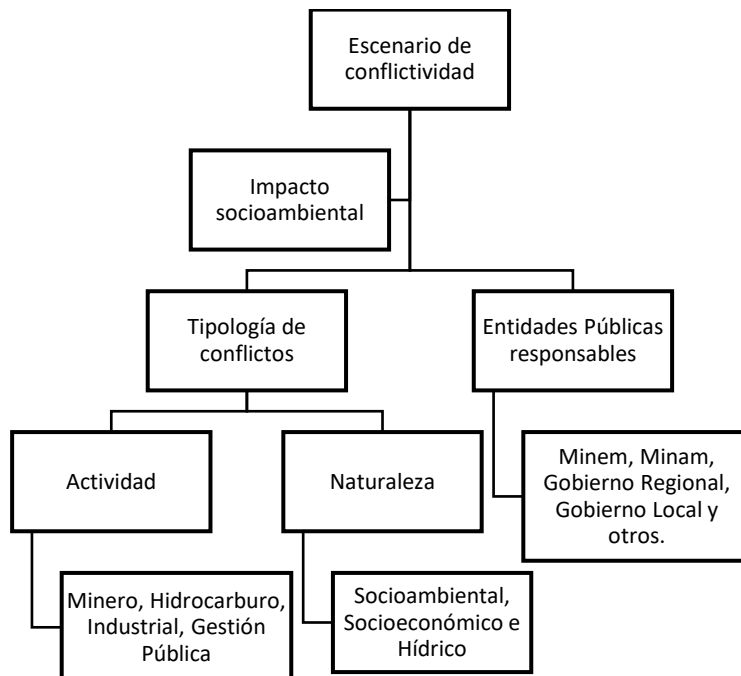 Escenario de
conflictividad
Impacto
socioambiental
Tipología de
conflictos
Entidades Públicas
responsables
Actividad
Naturaleza
Minem, Minam,
Gobierno Regional,
Gobierno Local y
otros.
Minero, Hidrocarburo,
Industrial, Gestión
Pública
Socioambiental,
Socioeconómico e
Hídrico